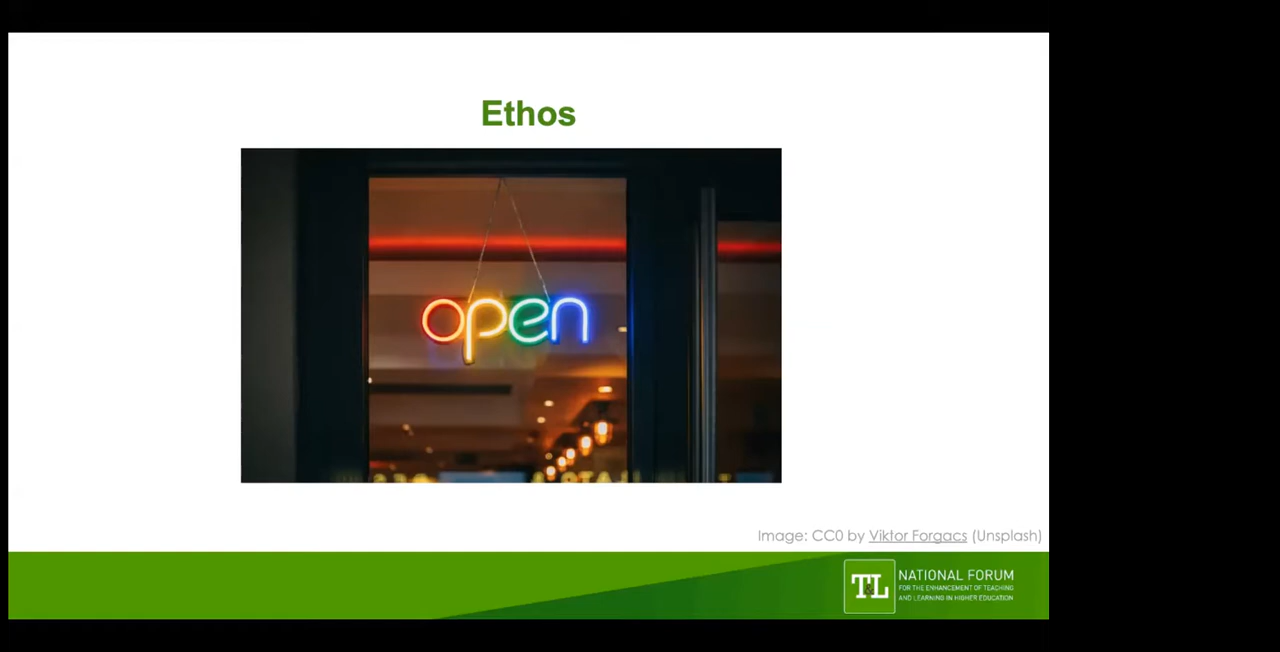 Ethos
open
Image: CC0 by Viktor Forgacs (Unsplash)
T&L
NATIONAL FORUM
FOR THE ENHANCEMENT OF TEACHING
AND LEARNING IN HIGHER EDUCATION